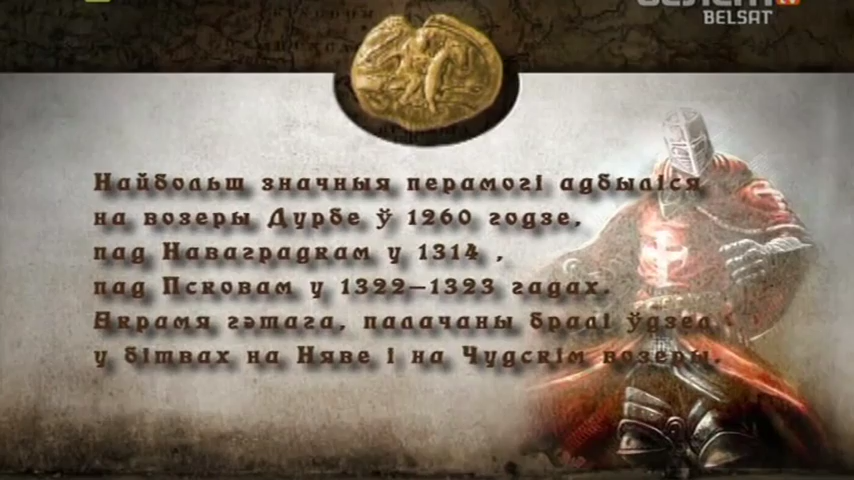 BELSAT
Найбольш значныя перамогі адбыліся
на возеры Дурбе ў 1260 годзе,
пад Наваградкам у 1314 ,
пад Псковам у 1322–1323 гадах.
Акрамя гэтага, палачаны бралі ўдзел
у бітвах на Няве і на Чудскім возеры.